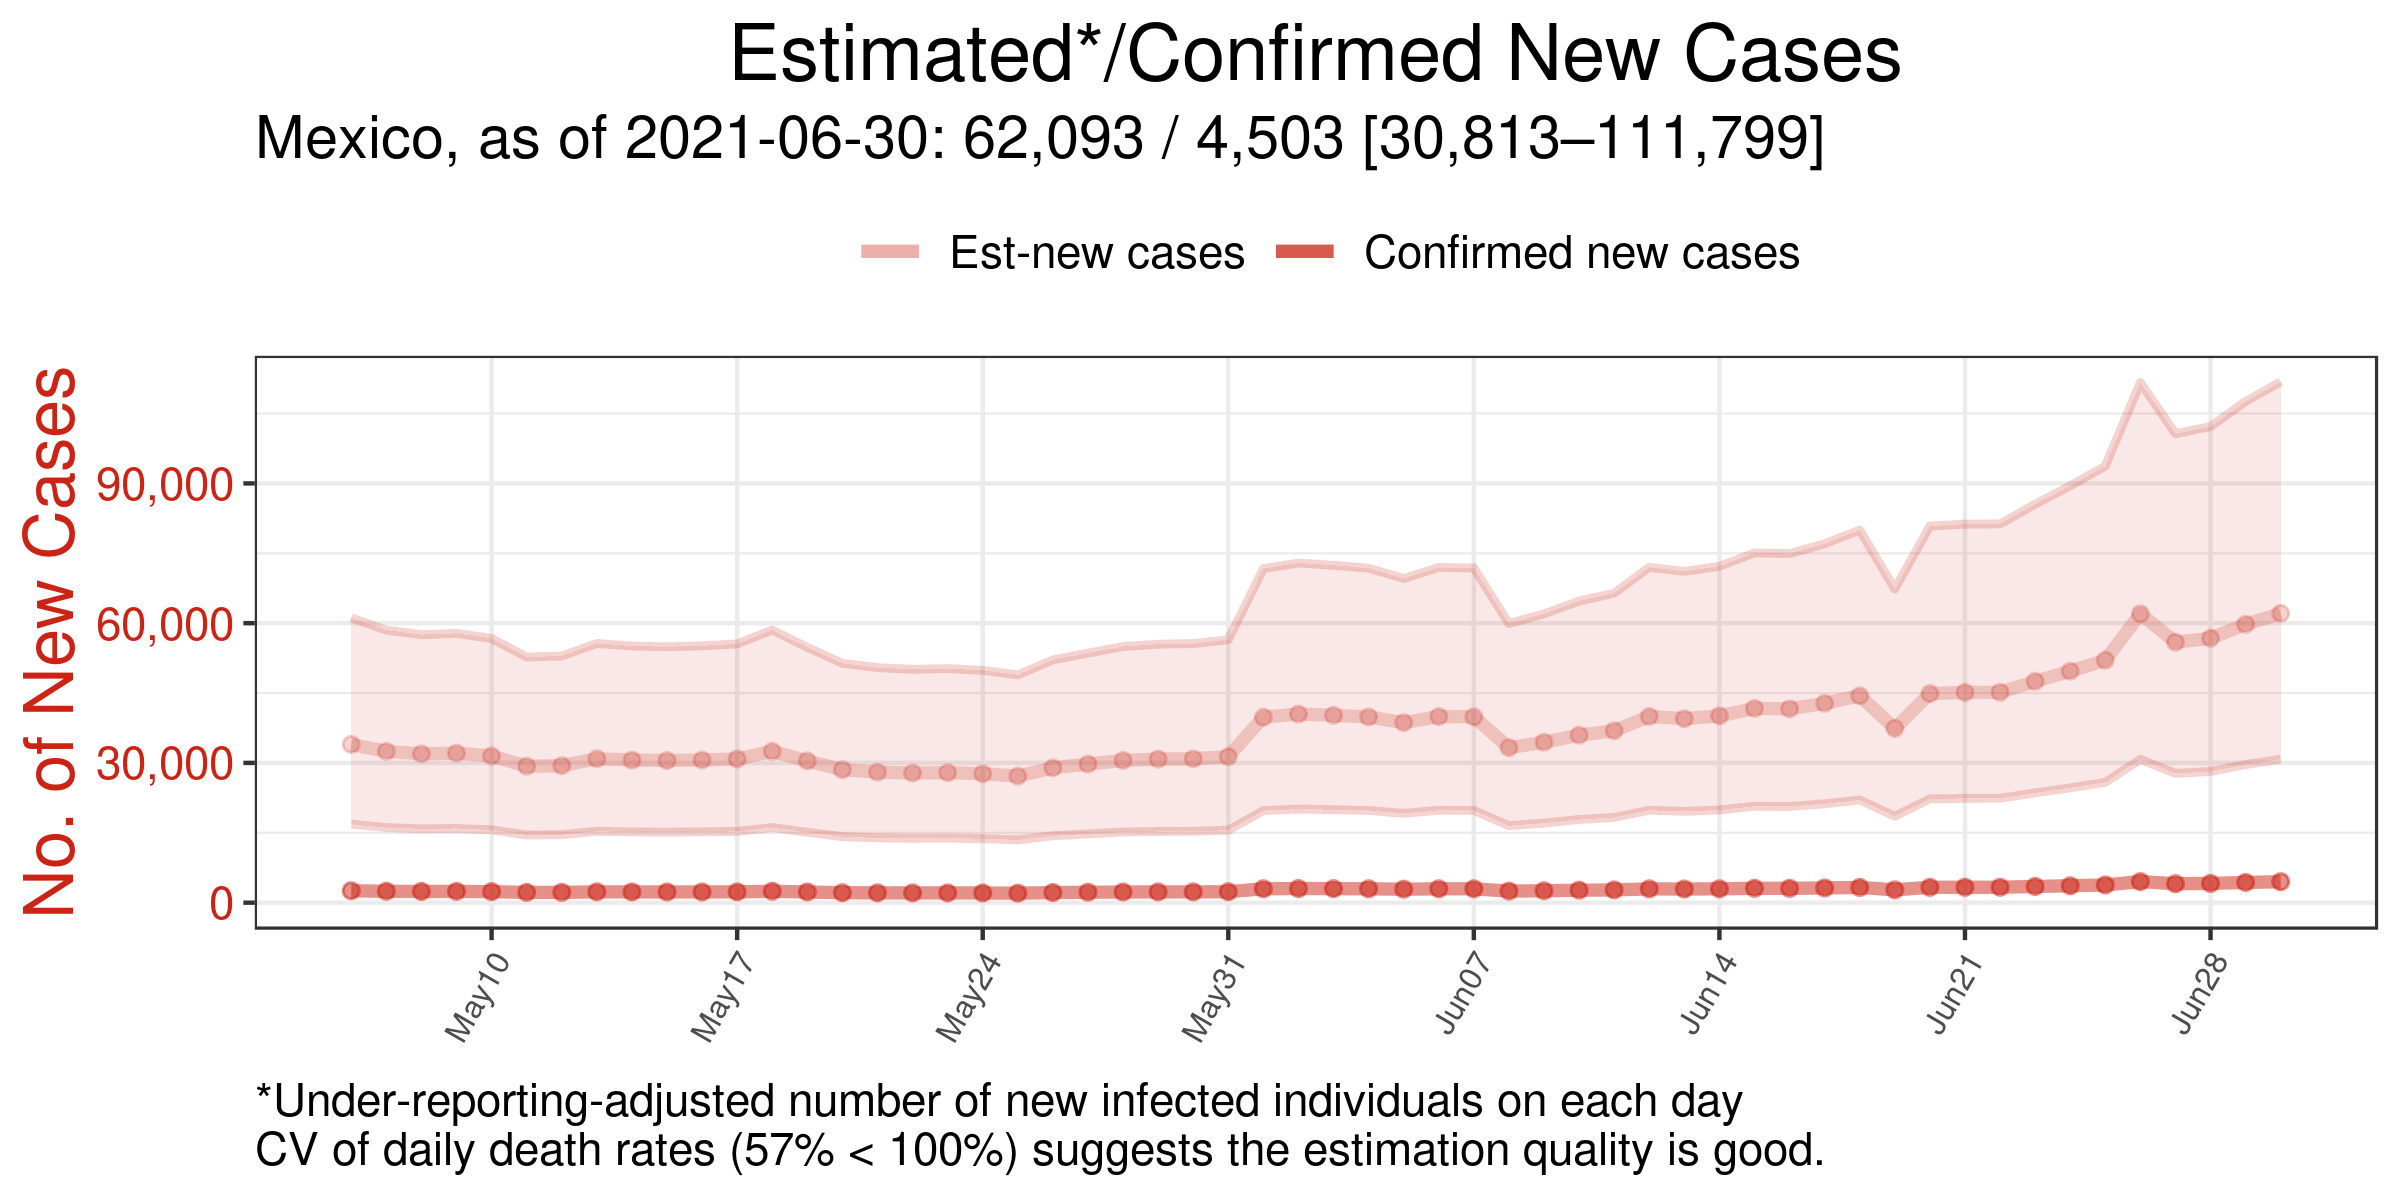 Estimated*/Confirmed New Cases
Mexico, as of 2021-06-30: 62,093 / 4,503 [30,813–111,799]
Est-new cases
Confirmed new cases
No. of New Cases
90,000
60,000
30,000
0
May10
May17
May24
May31
Jun07
Jun14
Jun21
Jun28
*Under-reporting-adjusted number of new infected individuals on each day
CV of daily death rates (57% < 100%) suggests the estimation quality is good.